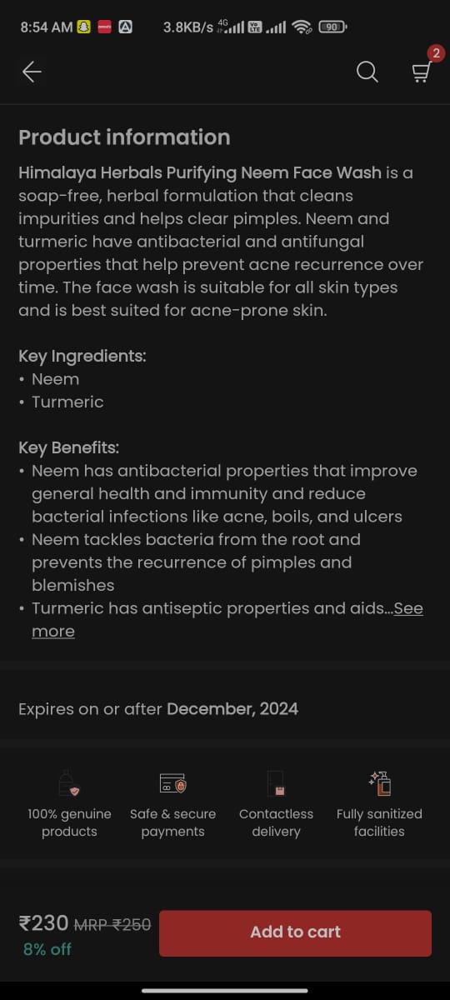 8:54 AM 3.8KB/s 4G Vo LTE 90
2
Product information
Himalaya Herbals Purifying Neem Face Wash is a
soap-free, herbal formulation that cleans
impurities and helps clear pimples. Neem and
turmeric have antibacterial and antifungal
properties that help prevent acne recurrence over
time. The face wash is suitable for all skin types
and is best suited for acne-prone skin.
Key Ingredients:
• Neem
• Turmeric
Key Benefits:
• Neem has antibacterial properties that improve
general health and immunity and reduce
bacterial infections like acne, boils, and ulcers
• Neem tackles bacteria from the root and
prevents the recurrence of pimples and
blemishes
• Turmeric has antiseptic properties and aids...See
more
Expires on or after December, 2024
100% genuine
products
Safe & secure
payments
Contactless
delivery
Fully sanitized
facilities
₹230 MRP ₹250
8% off
Add to cart